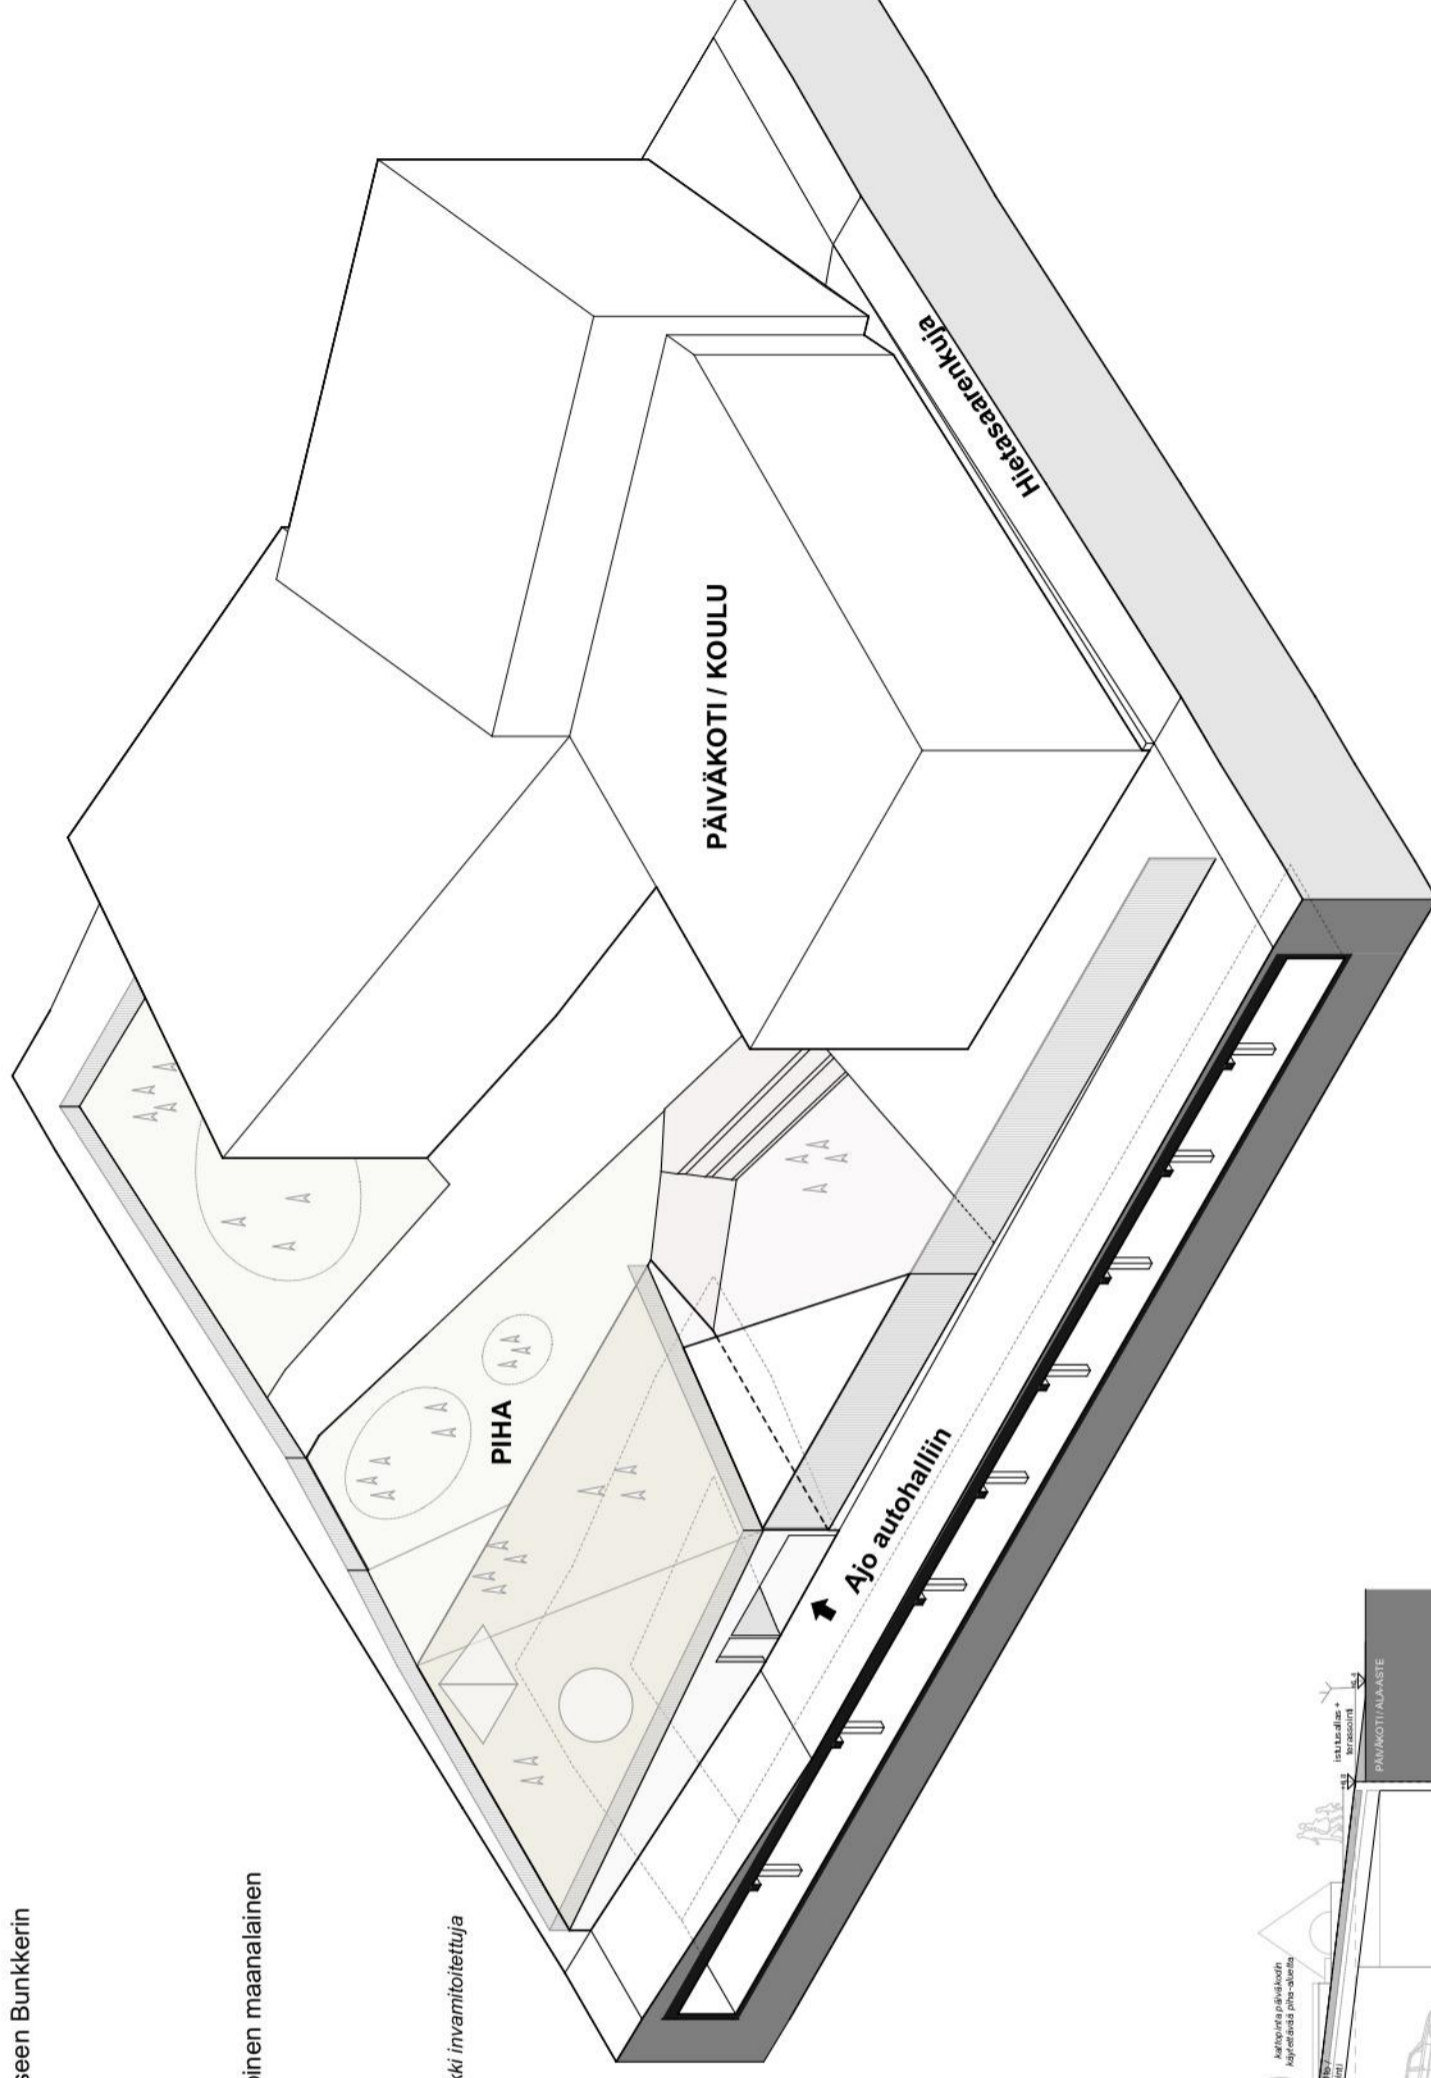 seen Bunkkerin
oinen maanalainen
kki invamitoitettuja
PIHA
PÄIVÄKOTI / KOULU
Ajo autohalliin
Hietasaarenkuja
kattopinta päiväkodin
käytettävää piha-aluetta
istutusallas +
terassointi
PÄIVÄKOTI / ALA-ASTE